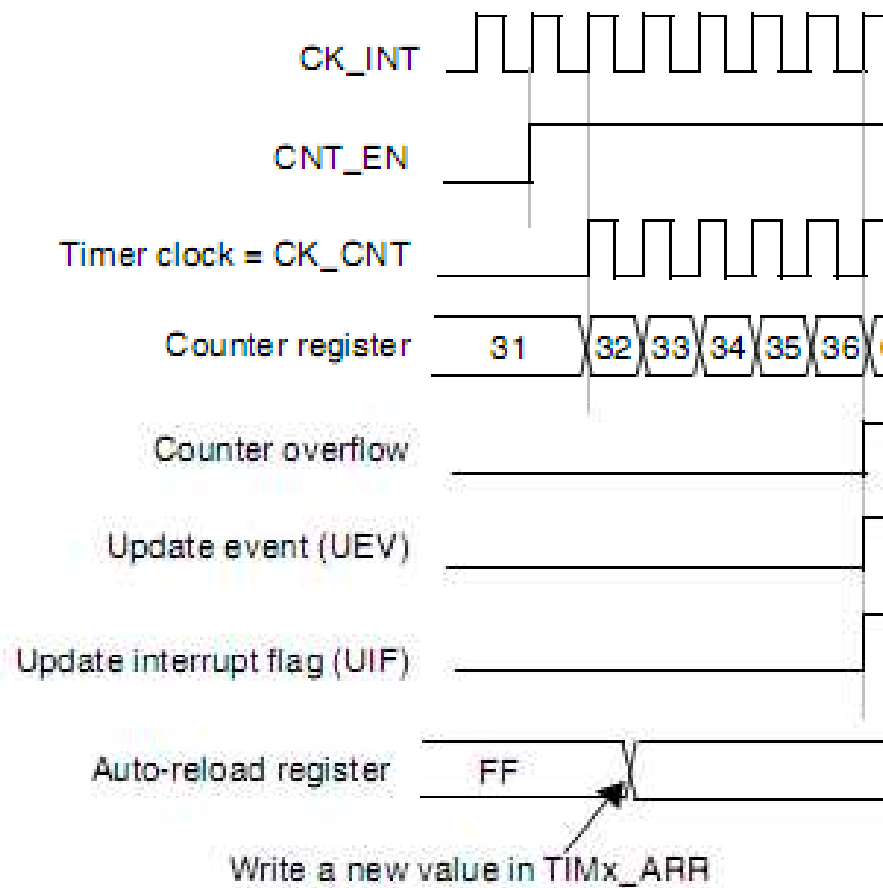 CK_INT
CNT_EN
Timer clock = CK_CNT
Counter register 31 32 33 34 35 36
Counter overflow
Update event (UEV)
Update interrupt flag (UIF)
Auto-reload register FF
Write a new value in TIMx_ARR